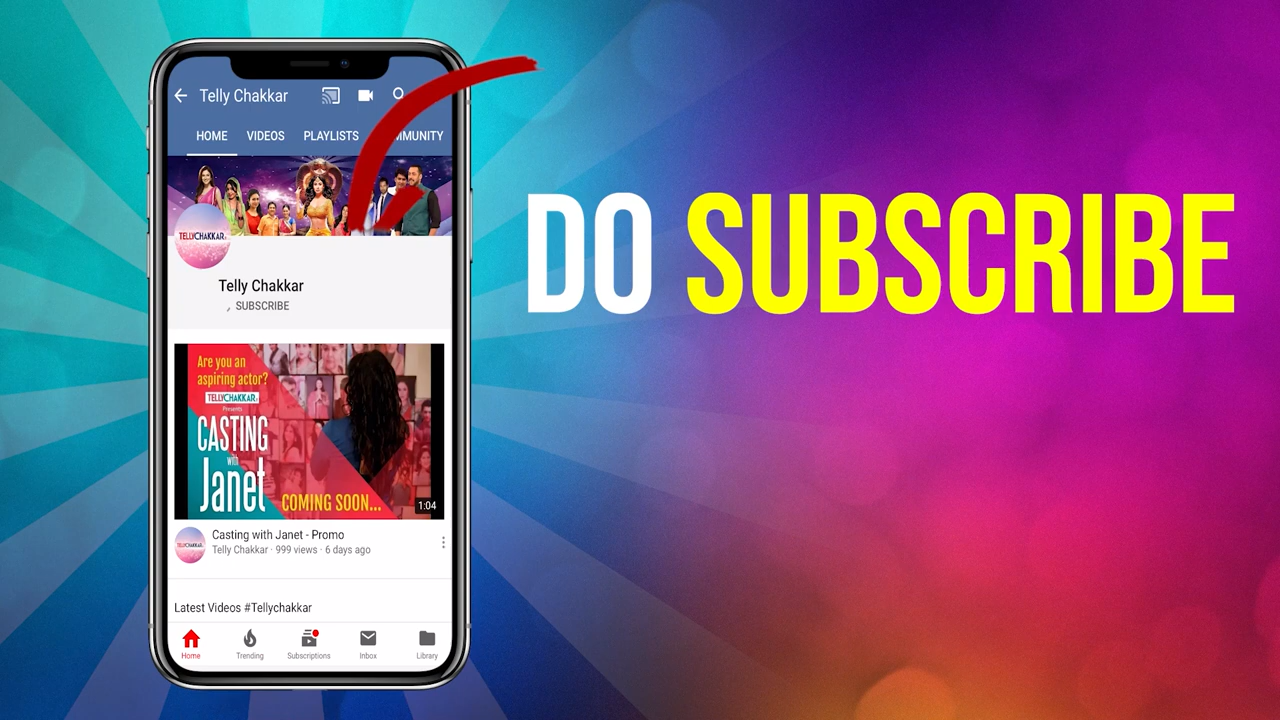 Telly Chakkar
HOME VIDEOS PLAYLISTS MMUNITY
TELLYCHAKKAR
Telly Chakkar
SUBSCRIBE
DO SUBSCRIBE
Are you an
aspiring actor?
TELLYCHAKKAR
Presents
CASTING
with
Janet
COMING SOON...
1:04
Casting with Janet - Promo
Telly Chakkar · 999 views · 6 days ago
TELLYCHAKKAR
Latest Videos #Tellychakkar
Home Trending Subscriptions Inbox Library